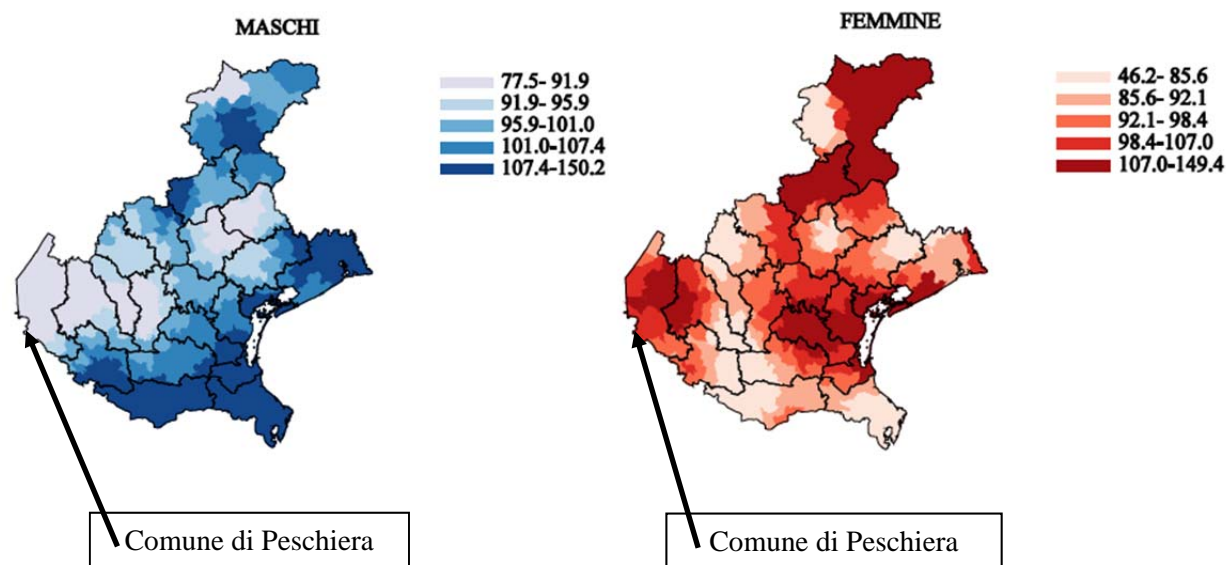 MASCHI
77.5- 91.9
91.9- 95.9
95.9-101.0
101.0-107.4
107.4-150.2
Comune di Peschiera
FEMMINE
46.2- 85.6
85.6- 92.1
92.1- 98.4
98.4-107.0
107.0-149.4
Comune di Peschiera